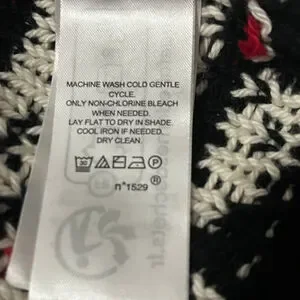 MACHINE WASH COLD GENTLE
CYCLE.
ONLY NON-CHLORINE BLEACH
WHEN NEEDED.
LAY FLAT TO DRY IN SHADE.
COOL IRON IF NEEDED.
DRY CLEAN.
n°1529 ®